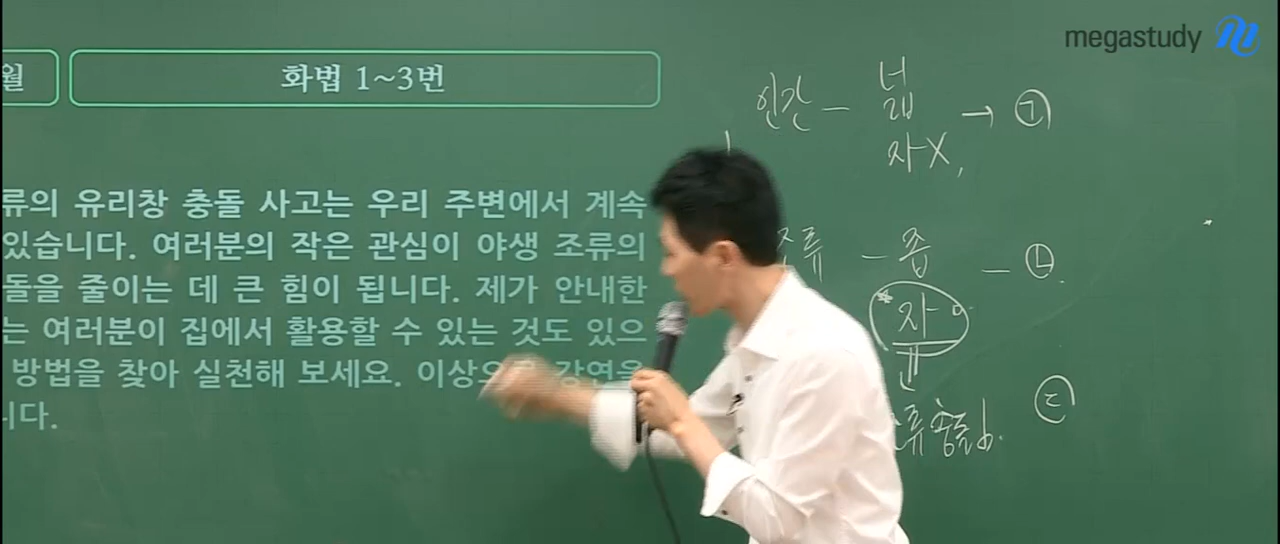 megastudy
월
화법 1~3번
류의 유리창 충돌 사고는 우리 주변에서 계속
있습니다. 여러분의 작은 관심이 야생 조류의
돌을 줄이는 데 큰 힘이 됩니다. 제가 안내한
는 여러분이 집에서 활용할 수 있는 것도 있으
방법을 찾아 실천해 보세요. 이상으로 강연을
니다.
인간 – 넓 → ㉠
자X,
조류 – 좁 – ㉡.
자
류충돌
㉢